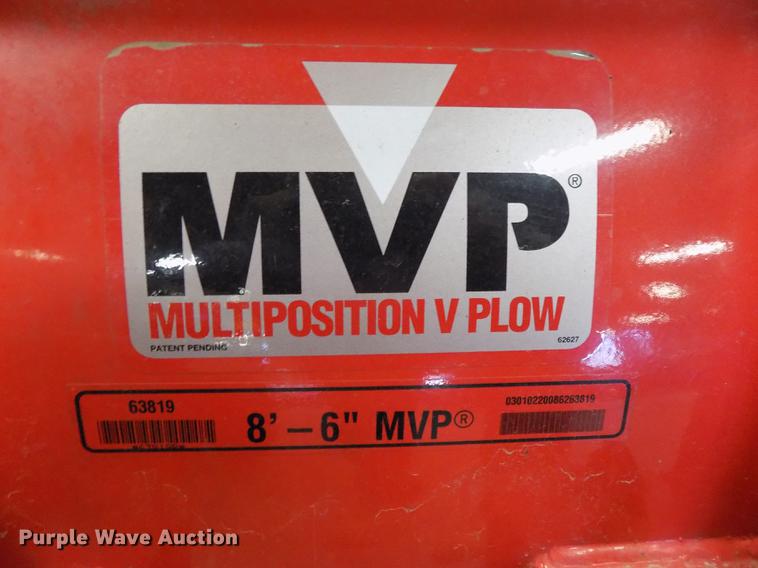 MVP®
MULTIPOSITION V PLOW
PATENT PENDING
62627
63819
8' – 6" MVP®
03010220086263819
Purple Wave Auction